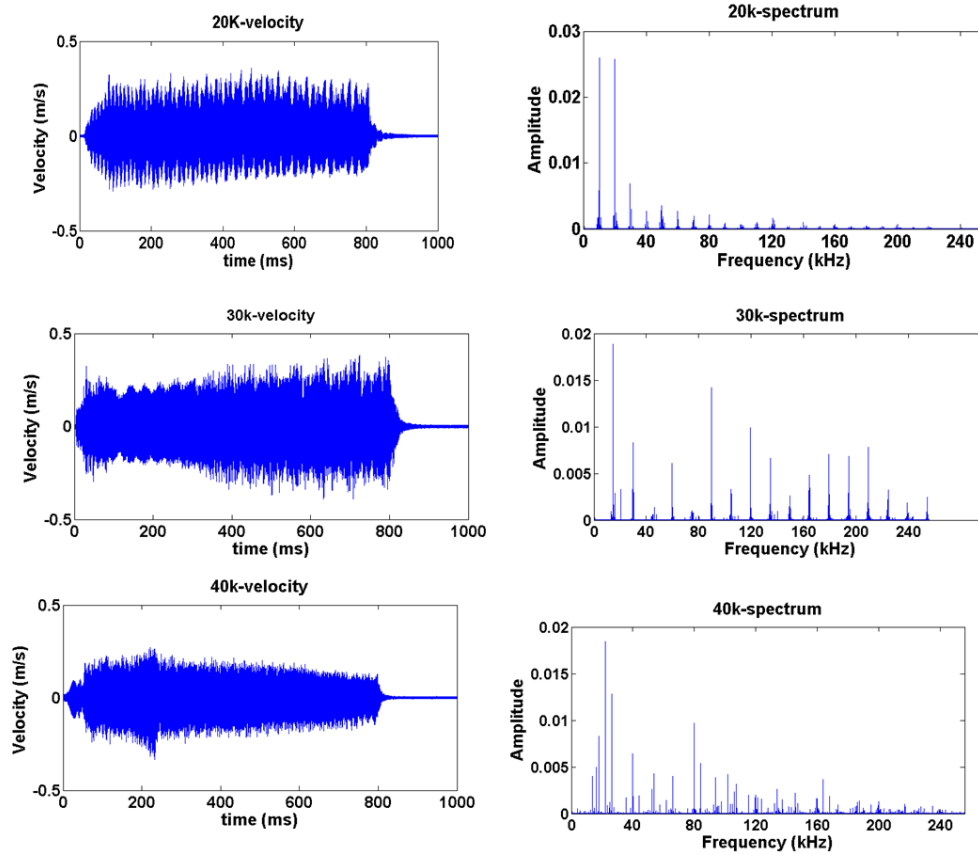 20K-velocity
0.5
0
-0.5
Velocity (m/s)
0 200 400 600 800 1000
time (ms)
20k-spectrum
0.03
0.02
0.01
0
Amplitude
0 40 80 120 160 200 240
Frequency (kHz)
30k-velocity
0.5
0
-0.5
Velocity (m/s)
0 200 400 600 800 1000
time (ms)
30k-spectrum
0.02
0.015
0.01
0.005
0
Amplitude
0 40 80 120 160 200 240
Frequency (kHz)
40k-velocity
0.5
0
-0.5
Velocity (m/s)
0 200 400 600 800 1000
time (ms)
40k-spectrum
0.02
0.015
0.01
0.005
0
Amplitude
0 40 80 120 160 200 240
Frequency (kHz)